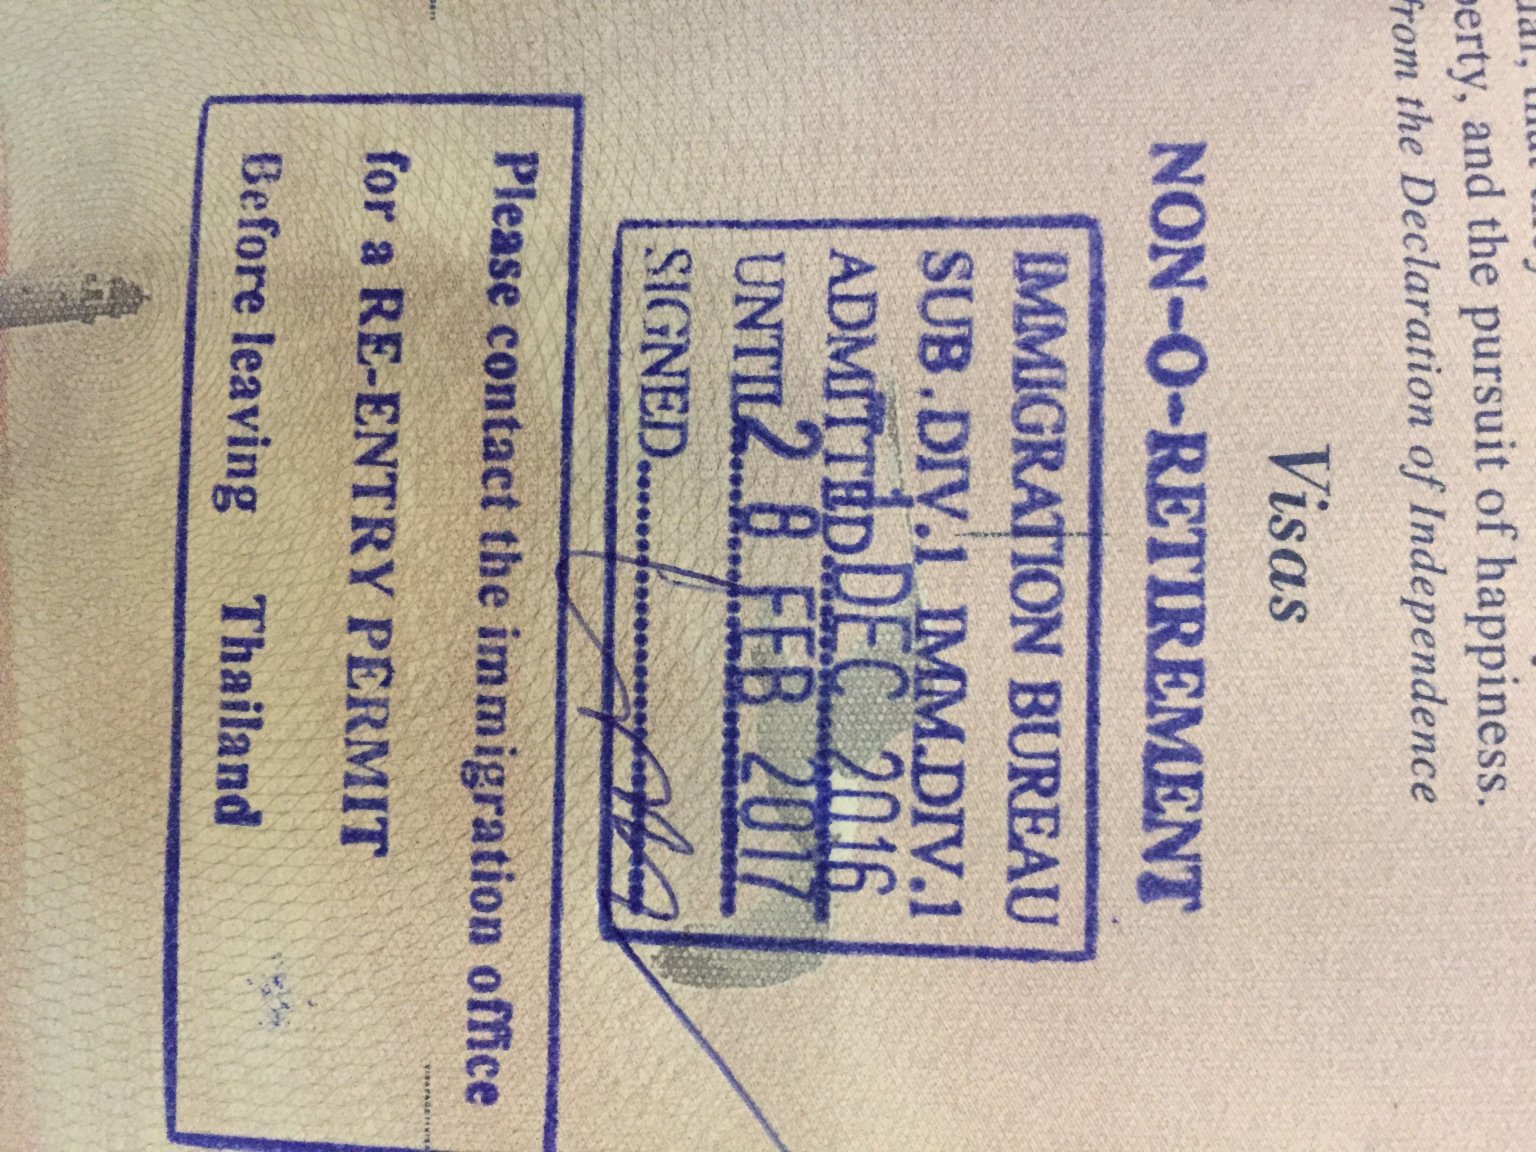 perty, and the pursuit of happiness.
from the Declaration of Independence
Visas
NON-O-RETIREMENT
IMMIGRATION BUREAU
SUB.DIV.1 IMM.DIV.1
ADMITTED DEC 2016
UNTIL 28 FEB 2017
SIGNED
Please contact the immigration office
for a RE-ENTRY PERMIT
Before leaving Thailand